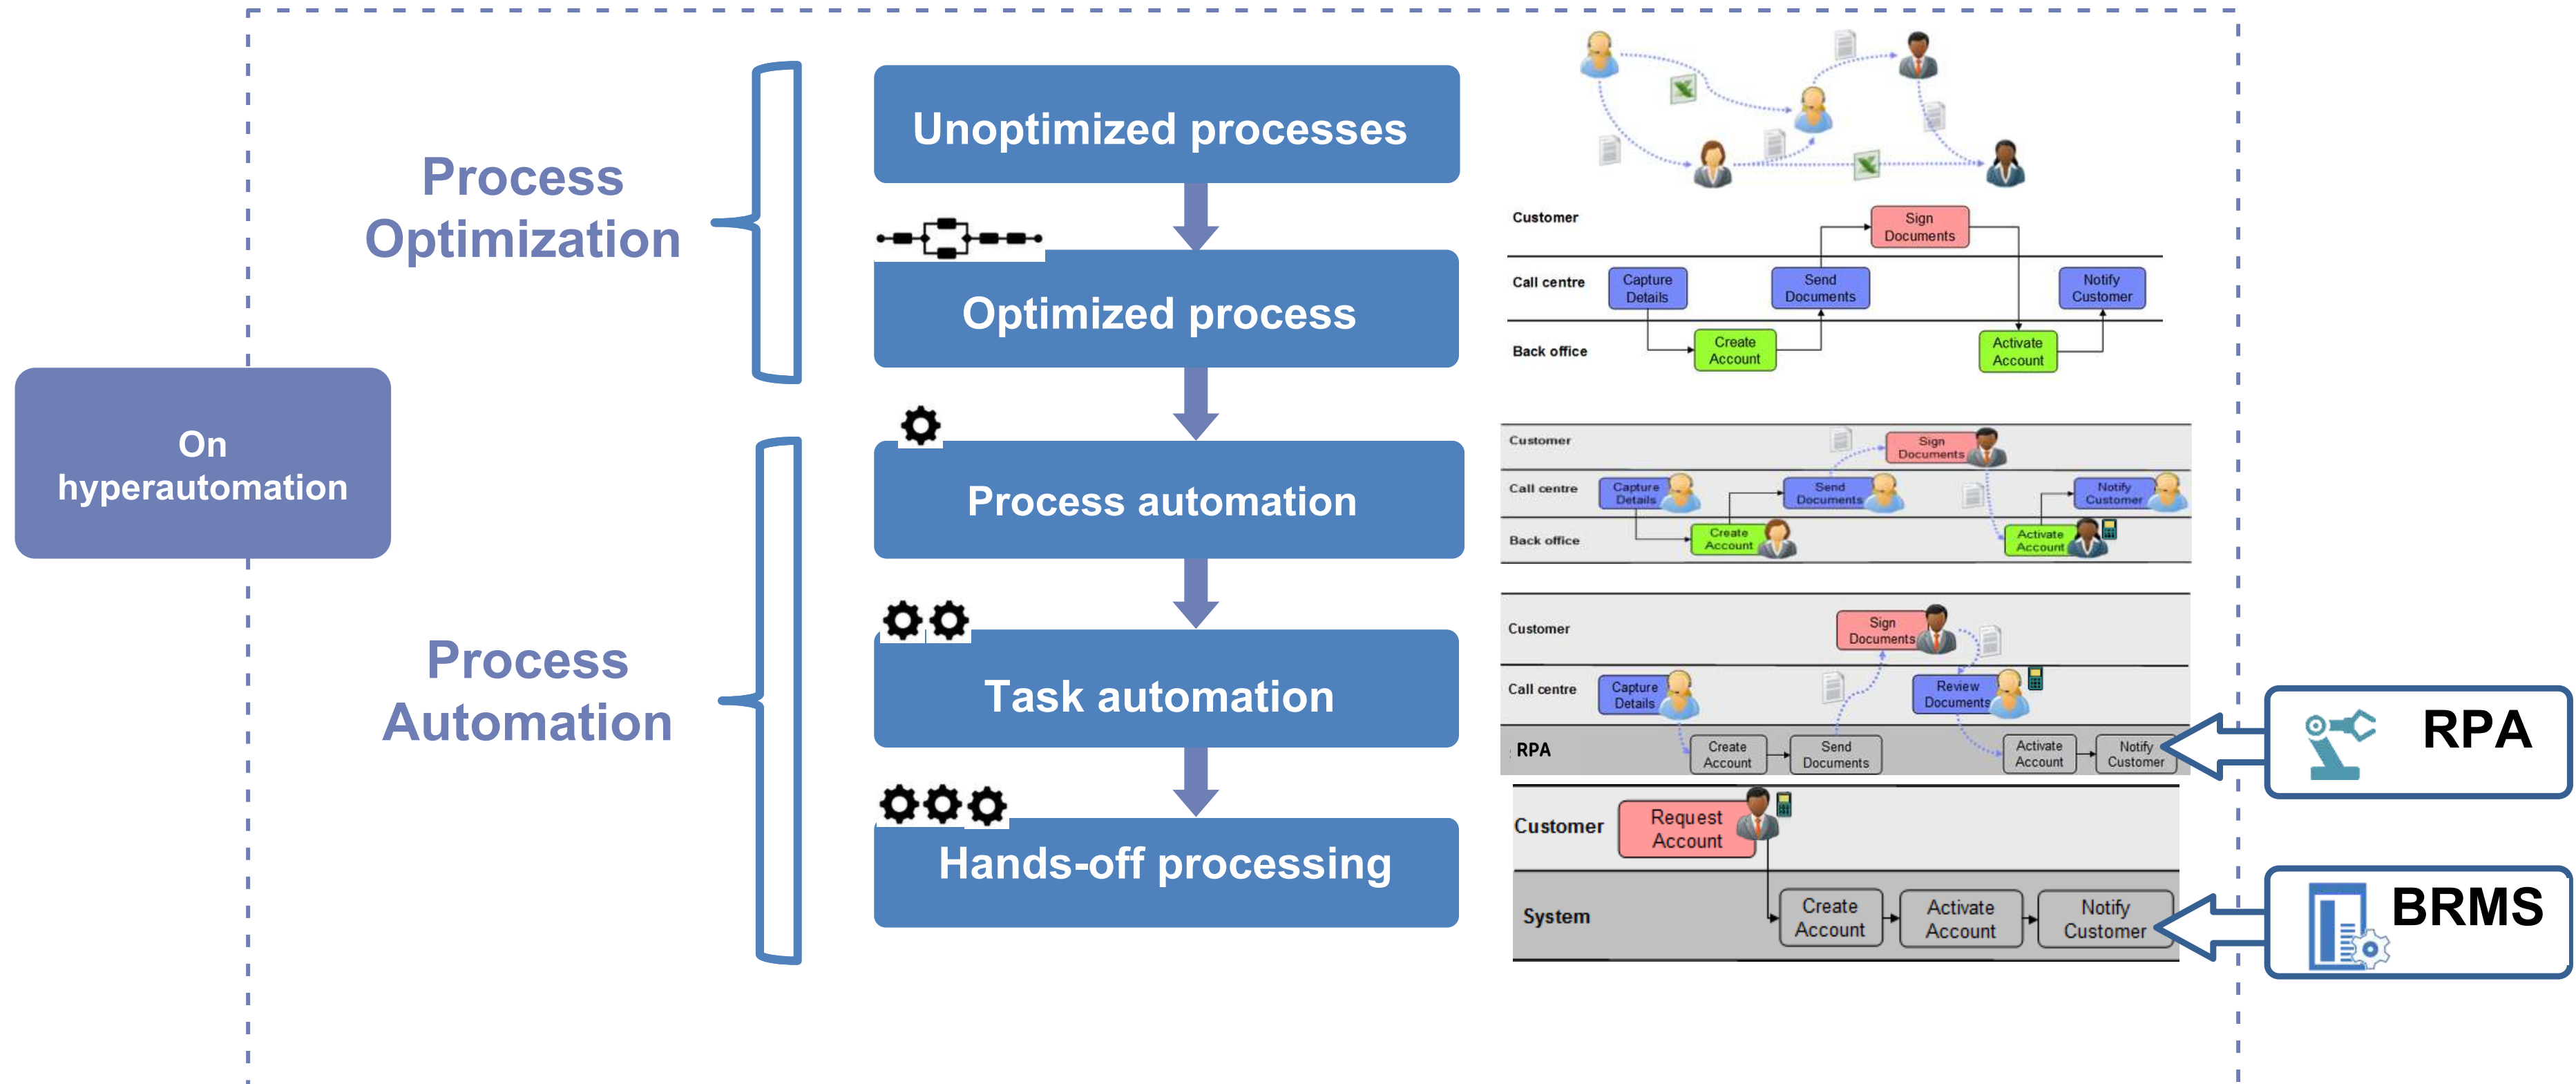 On
hyperautomation
Process
Optimization
Process
Automation
Unoptimized processes
Optimized process
Process automation
Task automation
Hands-off processing
Customer
Sign
Documents
Call centre
Capture
Details
Send
Documents
Notify
Customer
Back office
Create
Account
Activate
Account
Customer
Sign
Documents
Call centre
Capture
Details
Send
Documents
Notify
Customer
Back office
Create
Account
Activate
Account
Customer
Sign
Documents
Call centre
Capture
Details
Review
Documents
RPA
Create
Account
Send
Documents
Activate
Account
Notify
Customer
Customer
Request
Account
System
Create
Account
Activate
Account
Notify
Customer
RPA
BRMS